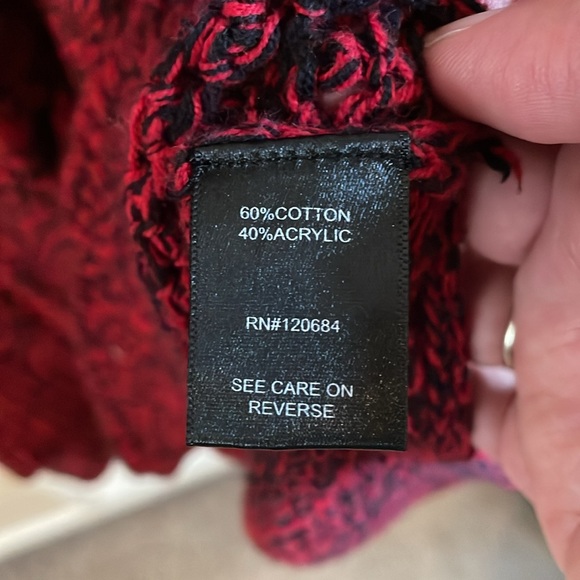 60%COTTON
40%ACRYLIC
RN#120684
SEE CARE ON
REVERSE